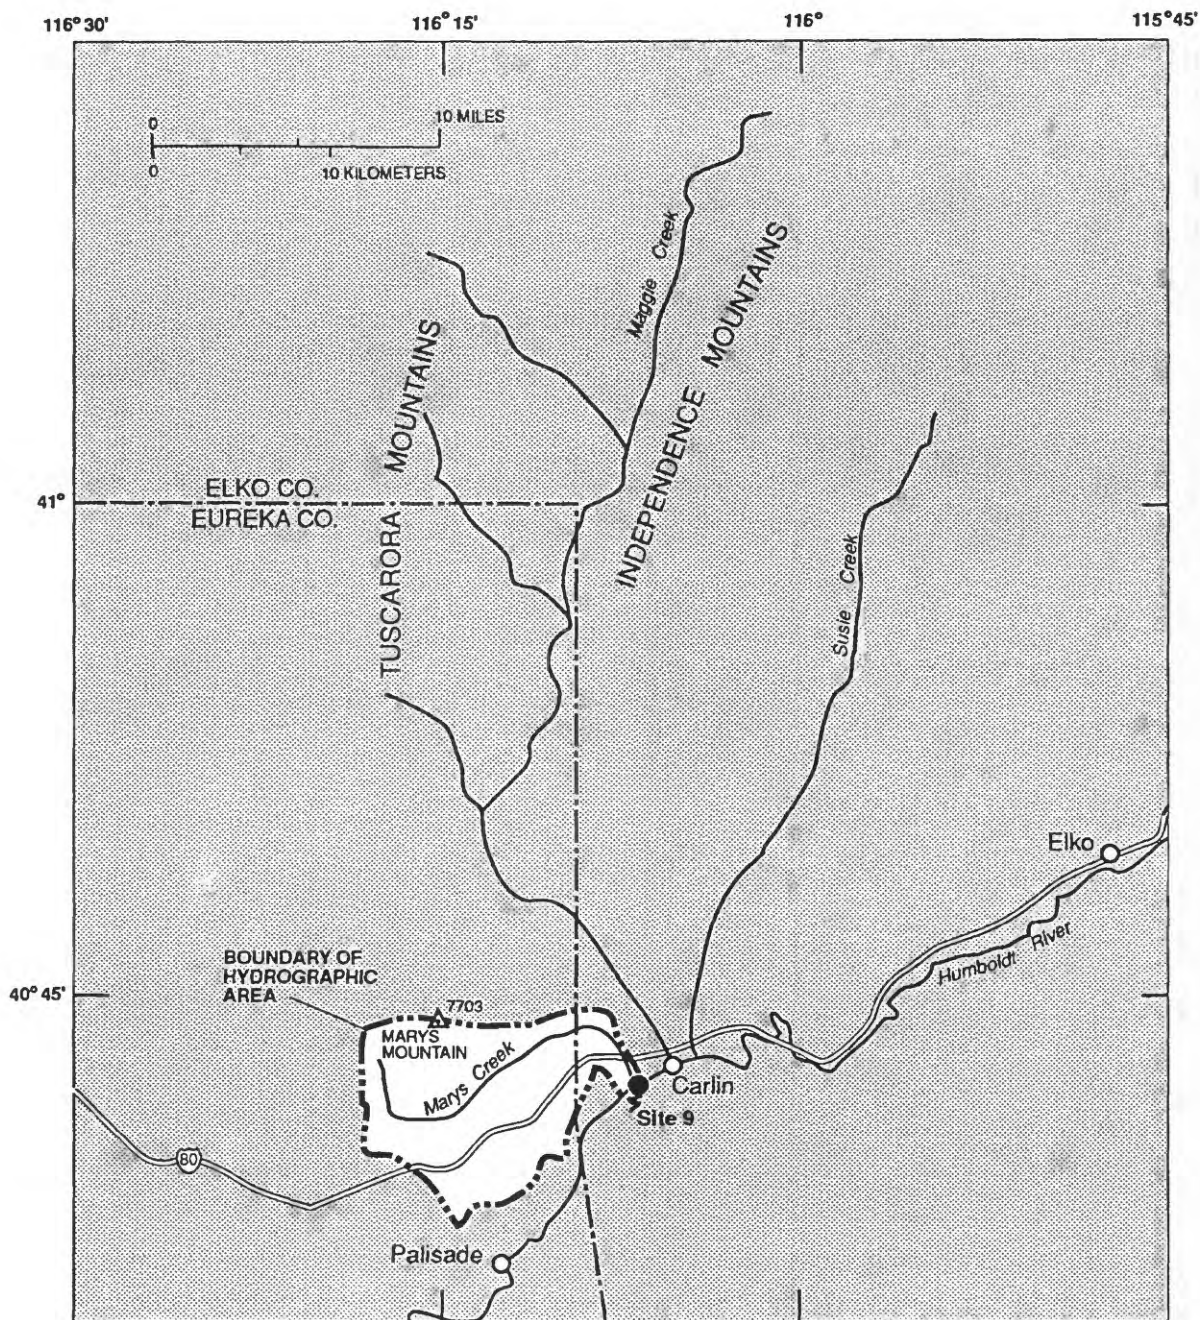 116° 30'
116° 15'
116°
115° 45'
0
10 MILES
0
10 KILOMETERS
Maggie Creek
INDEPENDENCE MOUNTAINS
TUSCARORA MOUNTAINS
ELKO CO.
41°
EUREKA CO.
Susie Creek
Elko
Humboldt River
BOUNDARY OF
HYDROGRAPHIC
AREA
40° 45'
7703
MARYS
MOUNTAIN
Marys Creek
Carlin
Site 9
80
Palisade